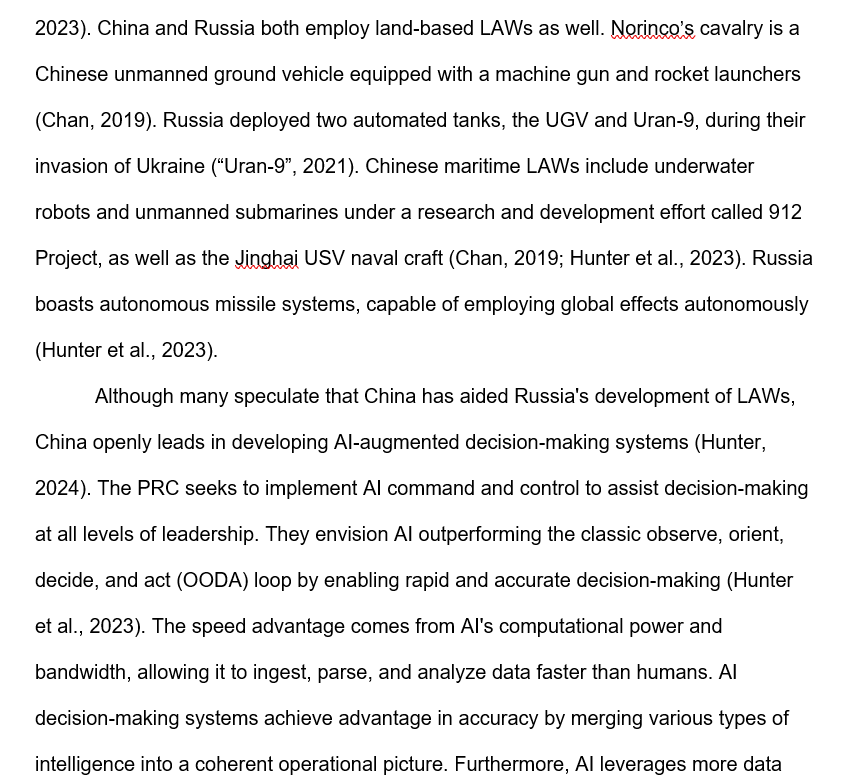 2023). China and Russia both employ land-based LAWs as well. Norinco’s cavalry is a
Chinese unmanned ground vehicle equipped with a machine gun and rocket launchers
(Chan, 2019). Russia deployed two automated tanks, the UGV and Uran-9, during their
invasion of Ukraine (“Uran-9”, 2021). Chinese maritime LAWs include underwater
robots and unmanned submarines under a research and development effort called 912
Project, as well as the Jinghai USV naval craft (Chan, 2019; Hunter et al., 2023). Russia
boasts autonomous missile systems, capable of employing global effects autonomously
(Hunter et al., 2023).
Although many speculate that China has aided Russia's development of LAWs,
China openly leads in developing AI-augmented decision-making systems (Hunter,
2024). The PRC seeks to implement AI command and control to assist decision-making
at all levels of leadership. They envision AI outperforming the classic observe, orient,
decide, and act (OODA) loop by enabling rapid and accurate decision-making (Hunter
et al., 2023). The speed advantage comes from AI's computational power and
bandwidth, allowing it to ingest, parse, and analyze data faster than humans. AI
decision-making systems achieve advantage in accuracy by merging various types of
intelligence into a coherent operational picture. Furthermore, AI leverages more data